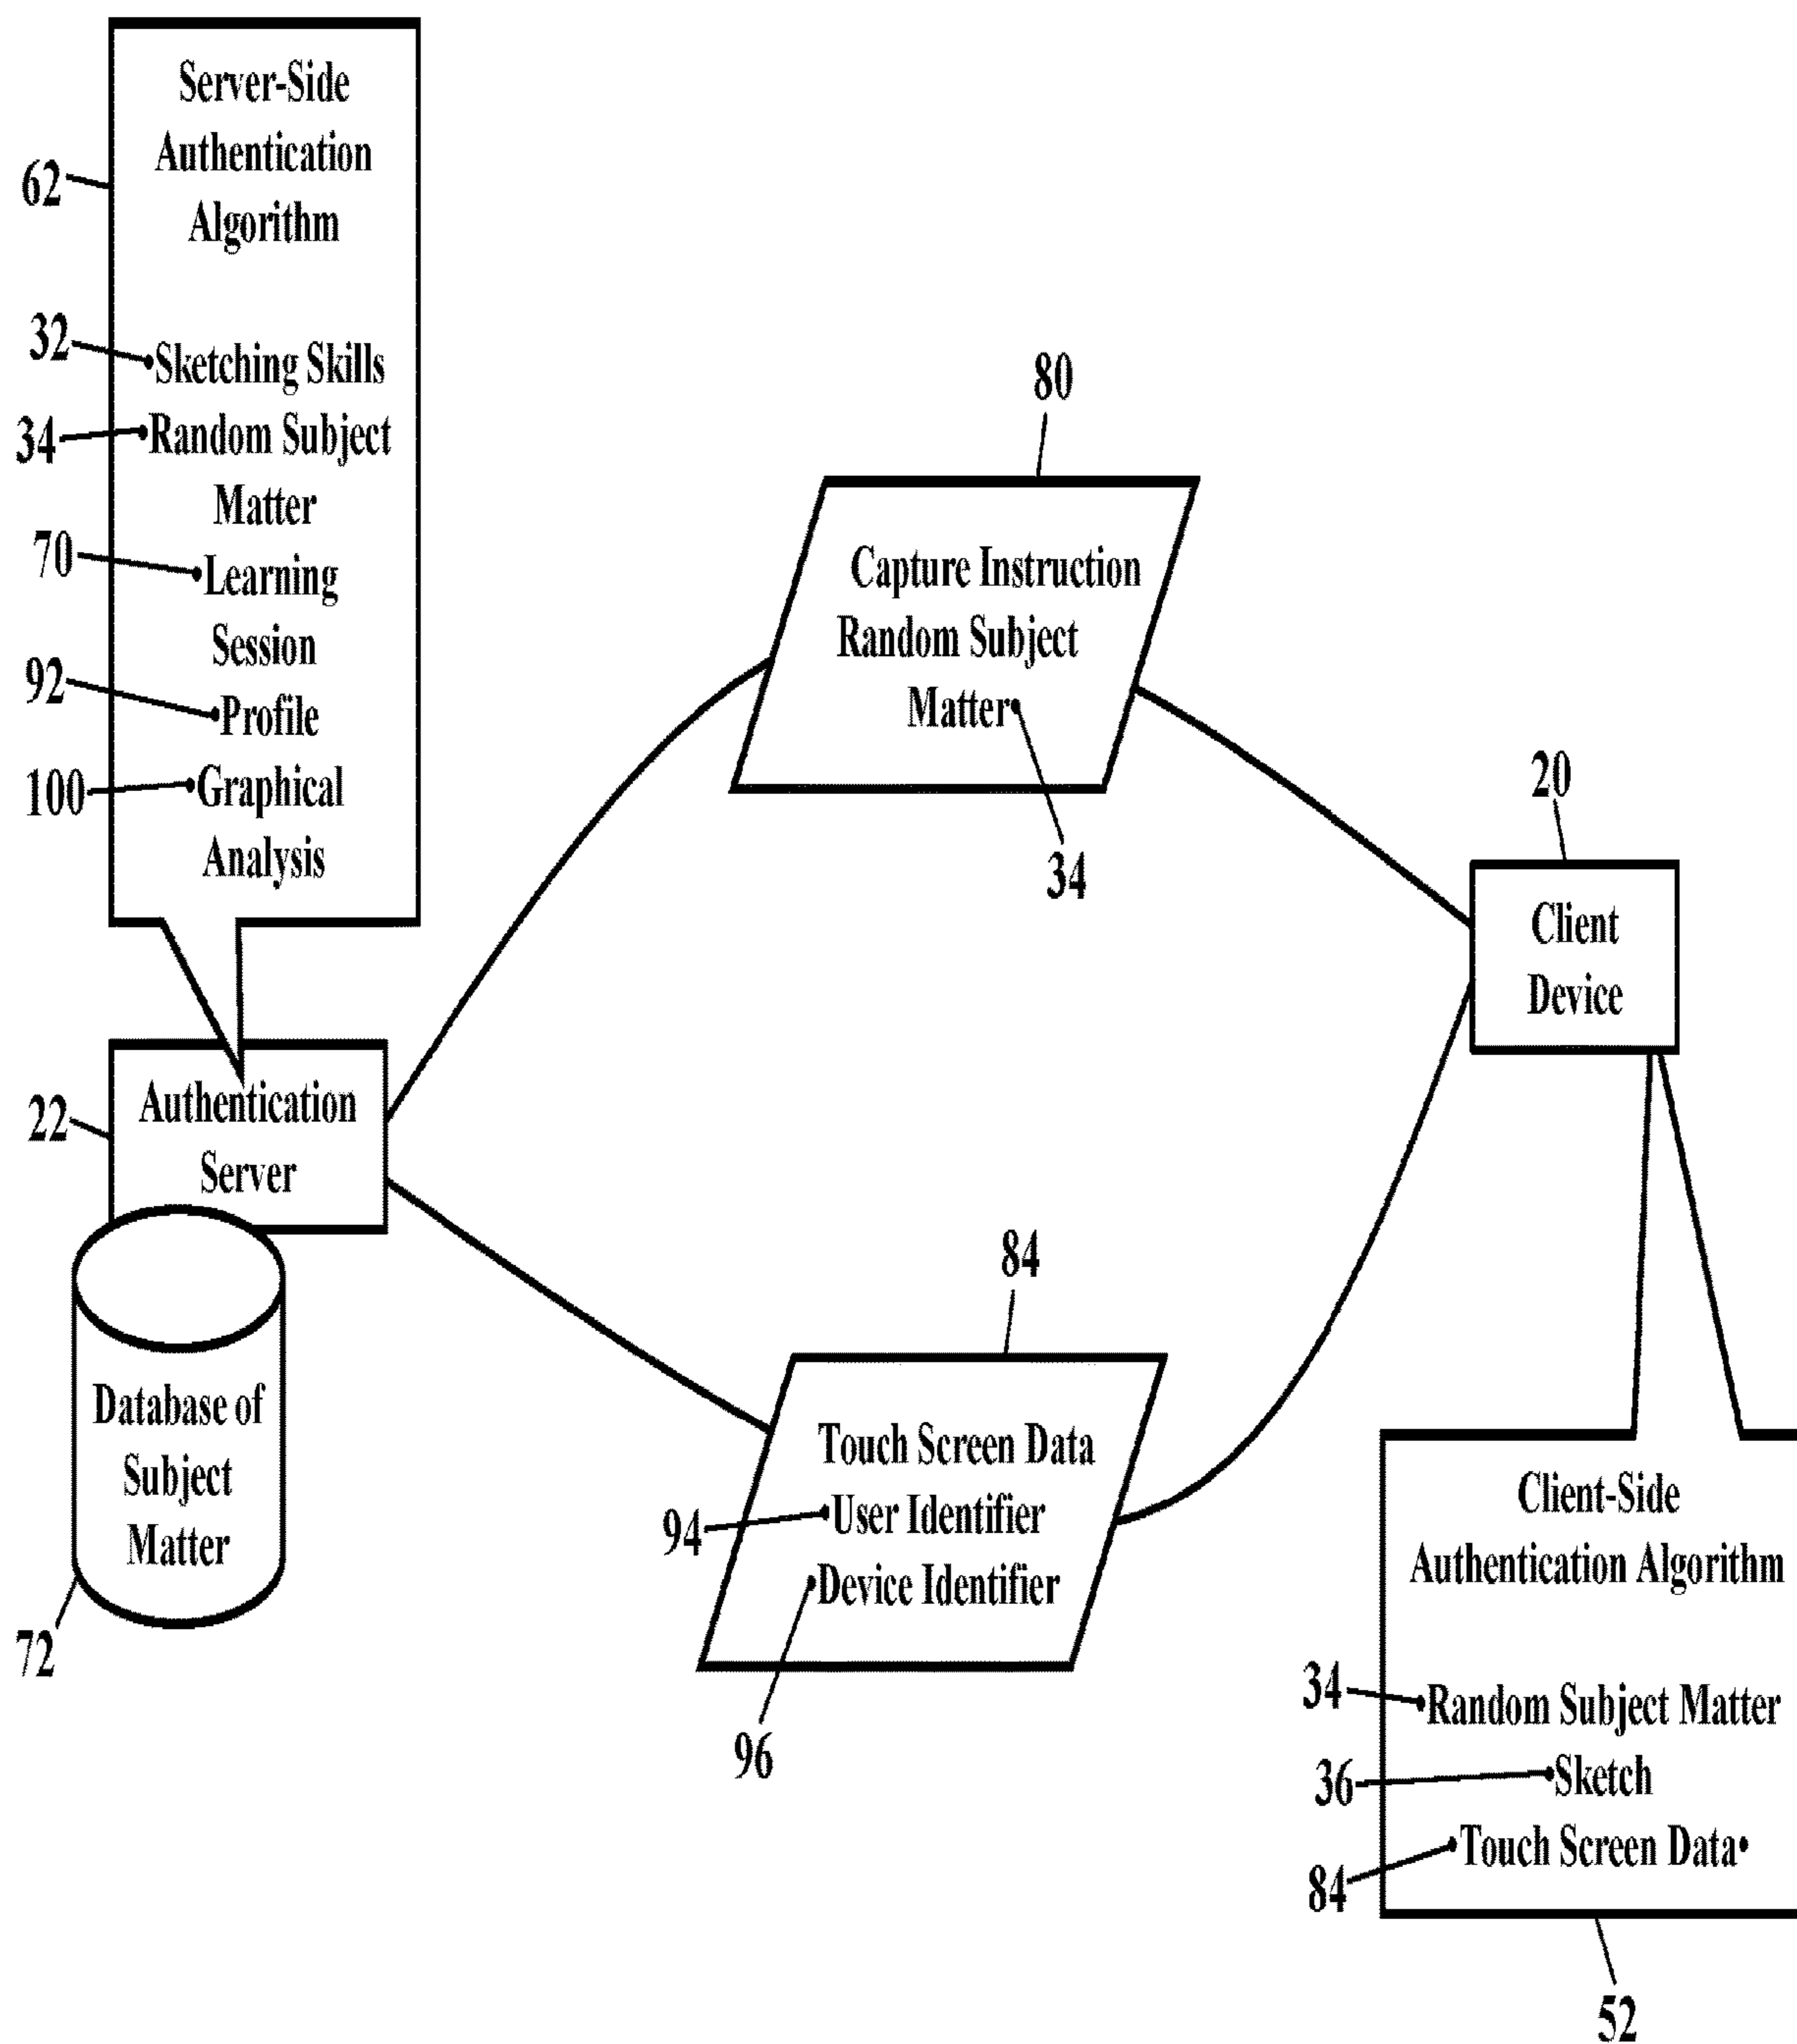 Server-Side
Authentication
Algorithm
62
32
•Sketching Skills
34
•Random Subject
Matter
70
•Learning
Session
92
•Profile
100
•Graphical
Analysis
80
Capture Instruction
Random Subject
Matter•
34
20
Client
Device
22
Authentication
Server
Database of
Subject
Matter
72
84
Touch Screen Data
94
•User Identifier
•Device Identifier
96
Client-Side
Authentication Algorithm
34
•Random Subject Matter
36
•Sketch
84
•Touch Screen Data•
52